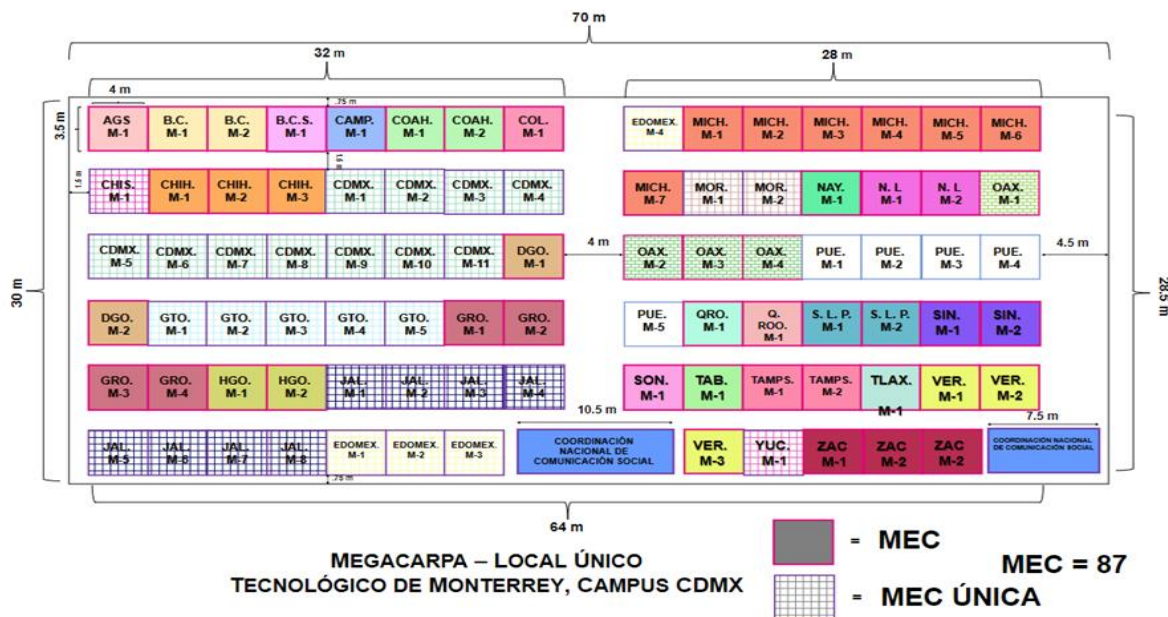 70 m
32 m
28 m
4 m
.75 m
3.5 m
30 m
28.5 m
AGS B.C. B.C. B.C.S. CAMP. COAH. COAH. COL. EDOMEX. MICH. MICH. MICH. MICH. MICH. MICH.
M-1 M-1 M-2 M-1 M-1 M-1 M-2 M-1 M-4 M-1 M-2 M-3 M-4 M-5 M-6
1.5 m
1.5 m
CHIS. CHIH. CHIH. CHIH. CDMX. CDMX. CDMX. CDMX. MICH. MOR. MOR. NAY. N. L N. L OAX.
M-1 M-1 M-2 M-3 M-1 M-2 M-3 M-4 M-7 M-1 M-2 M-1 M-1 M-2 M-1
CDMX. CDMX. CDMX. CDMX. CDMX. CDMX. CDMX. DGO. 4 m OAX. OAX. OAX. PUE. PUE. PUE. PUE. 4.5 m
M-5 M-6 M-7 M-8 M-9 M-10 M-11 M-1 M-2 M-3 M-4 M-1 M-2 M-3 M-4
DGO. GTO. GTO. GTO. GTO. GTO. GRO. GRO. PUE. QRO. Q. ROO. S. L. P. S. L. P. SIN. SIN.
M-2 M-1 M-2 M-3 M-4 M-5 M-1 M-2 M-5 M-1 M-1 M-1 M-2 M-1 M-2
GRO. GRO. HGO. HGO. JAL. JAL. JAL. JAL. SON. TAB. TAMPS. TAMPS. TLAX. VER. VER.
M-3 M-4 M-1 M-2 M-1 M-2 M-3 M-4 M-1 M-1 M-1 M-2 M-1 M-1 M-2
10.5 m 7.5 m
JAL. JAL. JAL. JAL. EDOMEX. EDOMEX. EDOMEX. VER. YUC. ZAC ZAC ZAC
M-5 M-6 M-7 M-8 M-1 M-2 M-3 M-3 M-1 M-1 M-2 M-2
COORDINACIÓN
NACIONAL DE
COMUNICACIÓN SOCIAL
COORDINACIÓN NACIONAL
DE COMUNICACIÓN SOCIAL
.75 m
64 m
MEGACARPA – LOCAL ÚNICO
TECNOLÓGICO DE MONTERREY, CAMPUS CDMX
= MEC
MEC = 87
= MEC ÚNICA